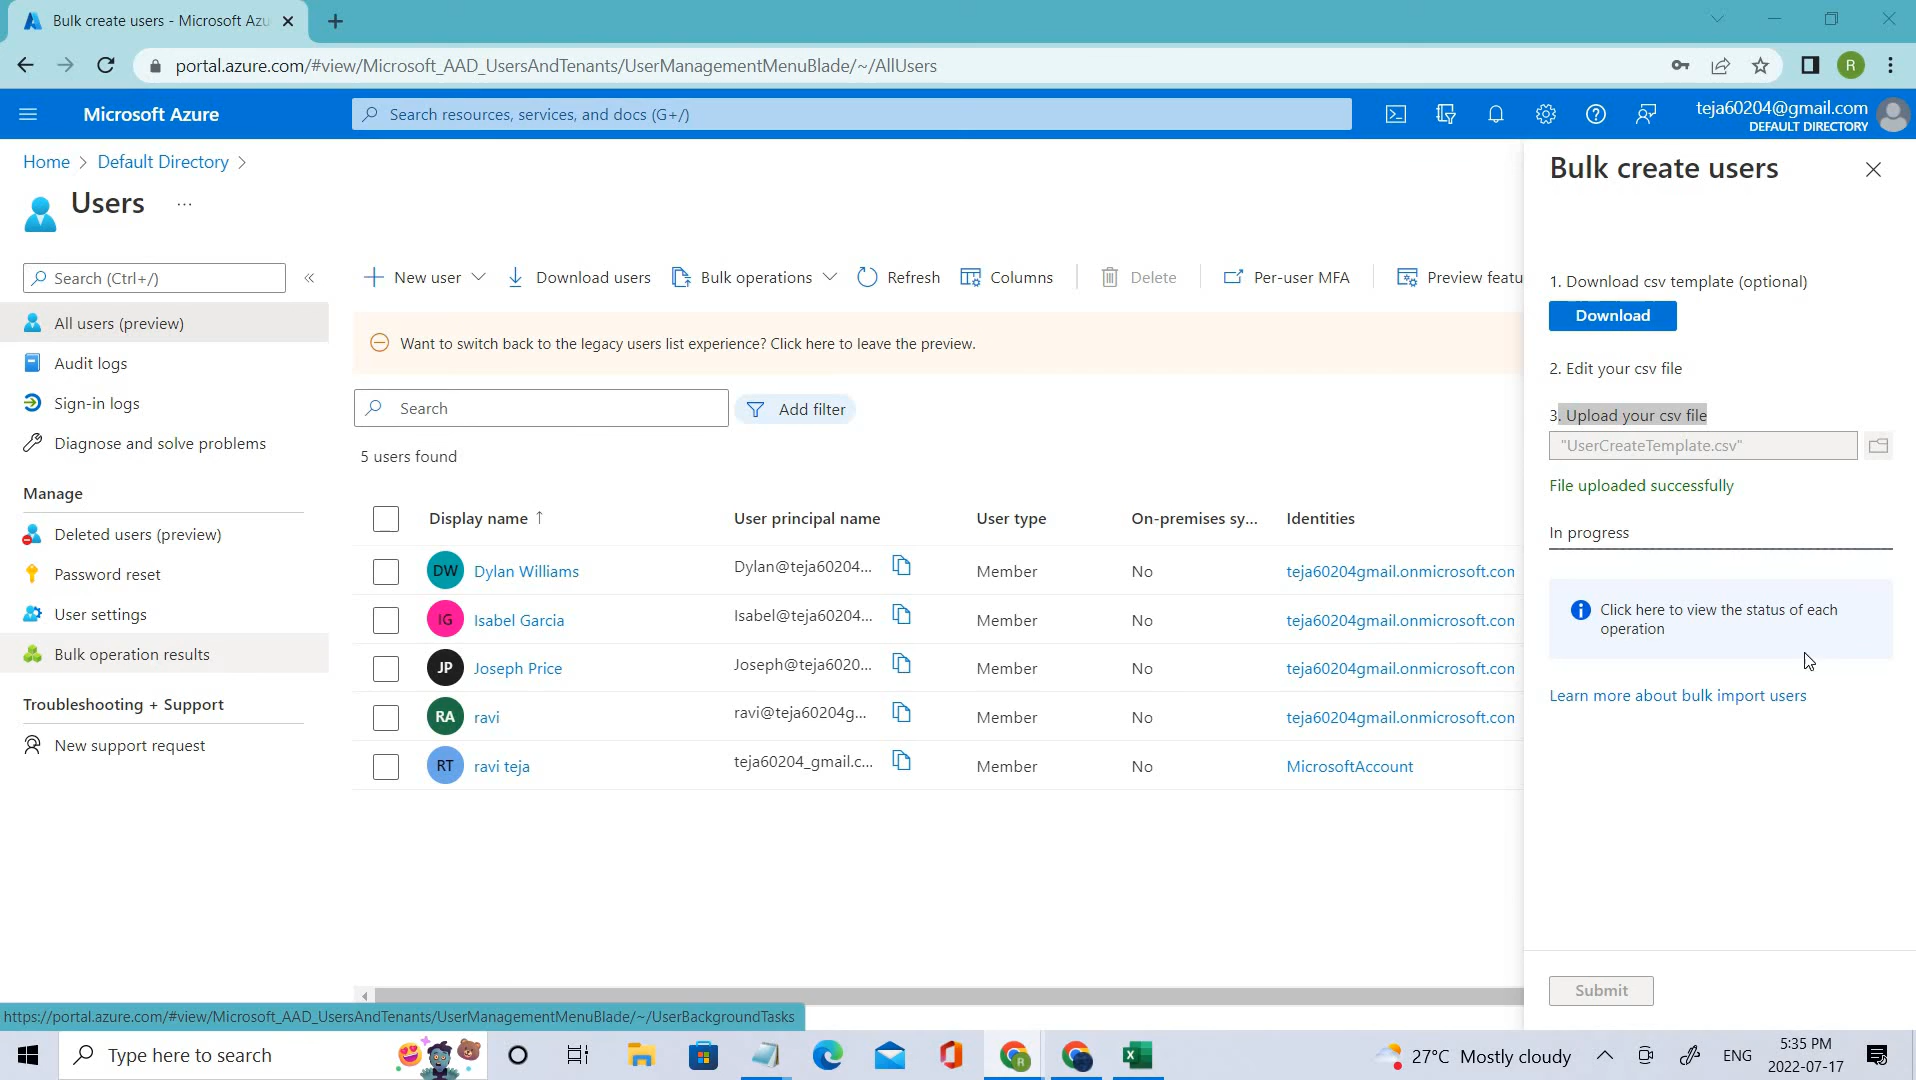 Bulk create users - Microsoft Azu
portal.azure.com/#view/Microsoft_AAD_UsersAndTenants/UserManagementMenuBlade/~/AllUsers
R
Microsoft Azure
Search resources, services, and docs (G+/)
teja60204@gmail.com
DEFAULT DIRECTORY
Home > Default Directory >
Users ...
Search (Ctrl+/)
«
All users (preview)
Audit logs
Sign-in logs
Diagnose and solve problems
Manage
Deleted users (preview)
Password reset
User settings
Bulk operation results
Troubleshooting + Support
New support request
New user
Download users
Bulk operations
Refresh
Columns
Delete
Per-user MFA
Preview featu
Want to switch back to the legacy users list experience? Click here to leave the preview.
Search
Add filter
5 users found
Display name ↑ User principal name User type On-premises sy... Identities
DW Dylan Williams Dylan@teja60204... Member No teja60204gmail.onmicrosoft.con
IG Isabel Garcia Isabel@teja60204... Member No teja60204gmail.onmicrosoft.con
JP Joseph Price Joseph@teja6020... Member No teja60204gmail.onmicrosoft.con
RA ravi ravi@teja60204g... Member No teja60204gmail.onmicrosoft.con
RT ravi teja teja60204_gmail.c... Member No MicrosoftAccount
Bulk create users
1. Download csv template (optional)
Download
2. Edit your csv file
3. Upload your csv file
"UserCreateTemplate.csv"
File uploaded successfully
In progress
Click here to view the status of each
operation
Learn more about bulk import users
Submit
https://portal.azure.com/#view/Microsoft_AAD_UsersAndTenants/UserManagementMenuBlade/~/UserBackgroundTasks
Type here to search
27°C Mostly cloudy
ENG
5:35 PM
2022-07-17